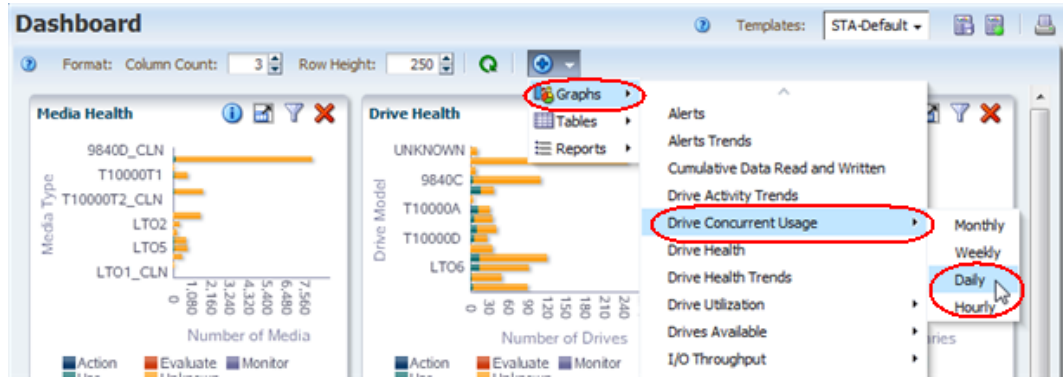 Dashboard
Templates: STA-Default
Format: Column Count: 3 Row Height: 250
Graphs
Tables
Reports
Alerts
Alerts Trends
Cumulative Data Read and Written
Drive Activity Trends
Drive Concurrent Usage
Drive Health
Drive Health Trends
Drive Utilization
Drives Available
I/O Throughput
Monthly
Weekly
Daily
Hourly
Media Health
Media Type
9840D_CLN
T10000T1
T10000T2_CLN
LTO2
LTO5
LTO1_CLN
0 1,080 2,160 3,240 4,320 5,400 6,480 7,560
Number of Media
Action Evaluate Monitor
Drive Health
Drive Model
UNKNOWN
9840C
T10000A
T10000D
LTO6
0 30 60 90 120 150 180 210 240
Number of Drives
Action Evaluate Monitor